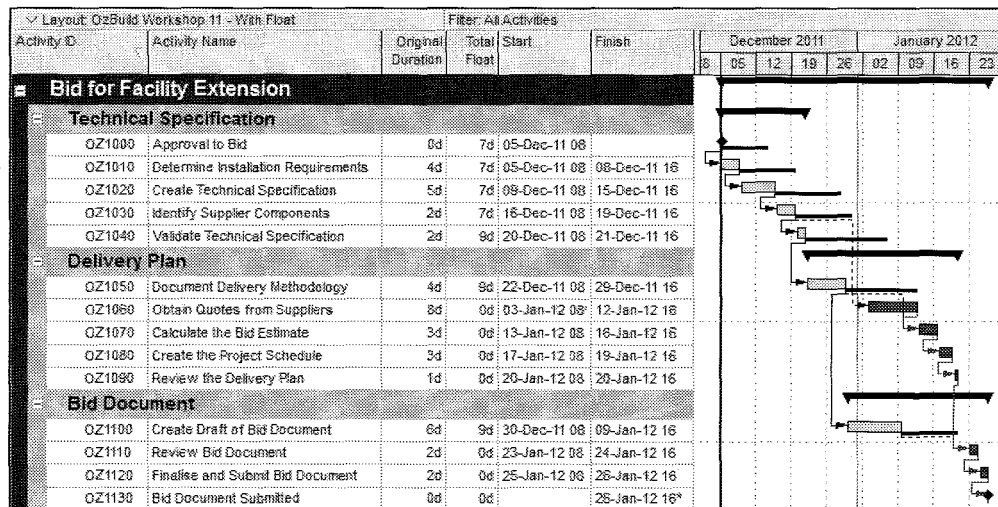 Layout: OzBuild Workshop 11 - With Float Filter: All Activities
Activity ID Activity Name Original Duration Total Float Start Finish December 2011 January 2012
8 05 12 19 26 02 09 16 23
Bid for Facility Extension
Technical Specification
OZ1000 Approval to Bid 0d 7d 05-Dec-11 08
OZ1010 Determine Installation Requirements 4d 7d 05-Dec-11 08 08-Dec-11 16
OZ1020 Create Technical Specification 5d 7d 09-Dec-11 08 15-Dec-11 16
OZ1030 Identify Supplier Components 2d 7d 16-Dec-11 08 19-Dec-11 16
OZ1040 Validate Technical Specification 2d 9d 20-Dec-11 08 21-Dec-11 16
Delivery Plan
OZ1050 Document Delivery Methodology 4d 9d 22-Dec-11 08 29-Dec-11 16
OZ1060 Obtain Quotes from Suppliers 8d 0d 03-Jan-12 08* 12-Jan-12 16
OZ1070 Calculate the Bid Estimate 3d 0d 13-Jan-12 08 16-Jan-12 16
OZ1080 Create the Project Schedule 3d 0d 17-Jan-12 08 19-Jan-12 16
OZ1090 Review the Delivery Plan 1d 0d 20-Jan-12 08 20-Jan-12 16
Bid Document
OZ1100 Create Draft of Bid Document 6d 9d 30-Dec-11 08 09-Jan-12 16
OZ1110 Review Bid Document 2d 0d 23-Jan-12 08 24-Jan-12 16
OZ1120 Finalise and Submit Bid Document 2d 0d 25-Jan-12 08 26-Jan-12 16
OZ1130 Bid Document Submitted 0d 0d 26-Jan-12 16*